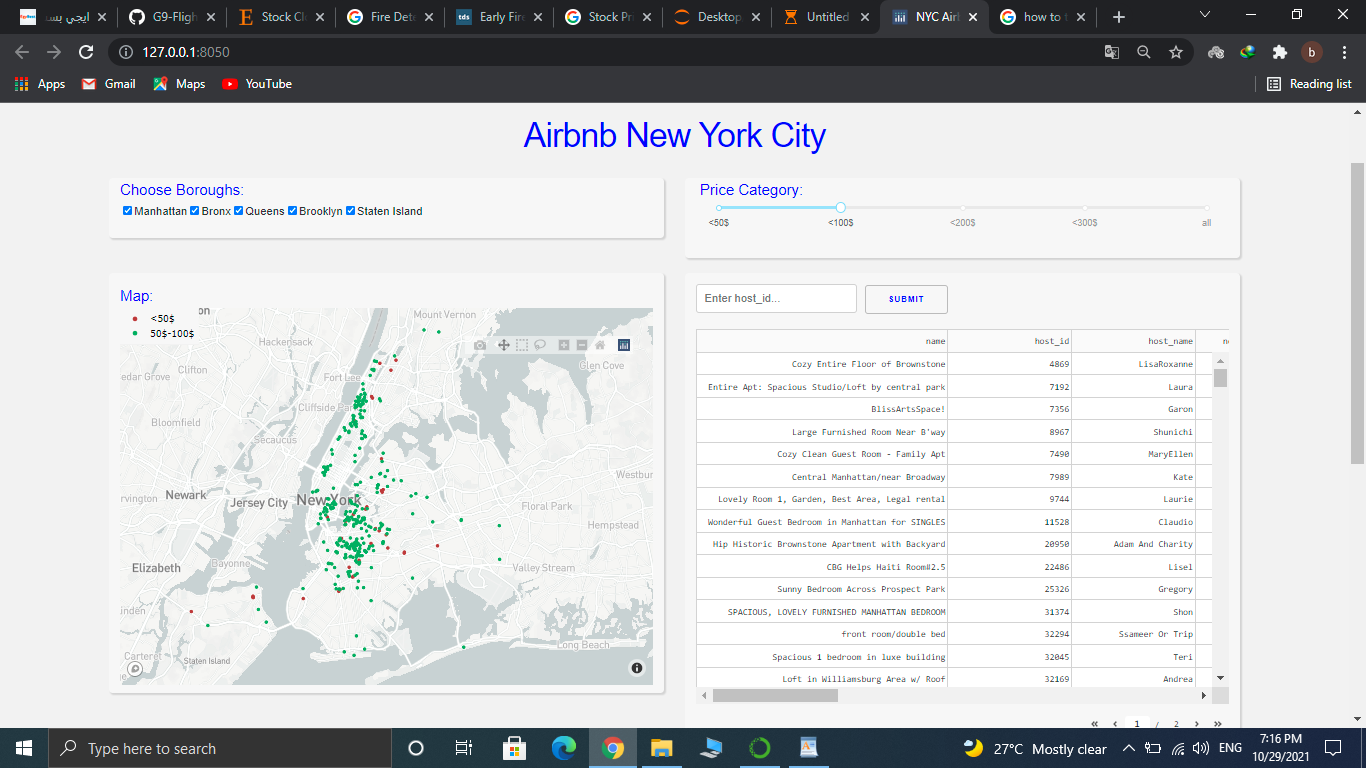 ايجي بست
G9-Fligh
Stock Cl
Fire Det
tds Early Fire
Stock Pr
Desktop
Untitled
NYC Airl
how to t
127.0.0.1:8050
b
Apps Gmail Maps YouTube Reading list
Airbnb New York City
Choose Boroughs:
Manhattan Bronx Queens Brooklyn Staten Island
Price Category:
<50$ <100$ <200$ <300$ all
Map:
<50$
50$-100$
on
Mount Vernon
Hackensack
Glen Cove
edar Grove
Clifton
Fort Lee
Cliffside Park
Bloomfield
Secaucus
Westbur
rvington
Newark
Jersey City
New York
Floral Park
Hempstead
Elizabeth
Bayonne
Valley Stream
inden
Long Beach
Carteret
Staten Island
Enter host_id...
SUBMIT
name host_id host_name
Cozy Entire Floor of Brownstone 4869 LisaRoxanne
Entire Apt: Spacious Studio/Loft by central park 7192 Laura
BlissArtsSpace! 7356 Garon
Large Furnished Room Near B'way 8967 Shunichi
Cozy Clean Guest Room - Family Apt 7490 MaryEllen
Central Manhattan/near Broadway 7989 Kate
Lovely Room 1, Garden, Best Area, Legal rental 9744 Laurie
Wonderful Guest Bedroom in Manhattan for SINGLES 11528 Claudio
Hip Historic Brownstone Apartment with Backyard 20950 Adam And Charity
CBG Helps Haiti Room#2.5 22486 Lisel
Sunny Bedroom Across Prospect Park 25326 Gregory
SPACIOUS, LOVELY FURNISHED MANHATTAN BEDROOM 31374 Shon
front room/double bed 32294 Ssameer Or Trip
Spacious 1 bedroom in luxe building 32045 Teri
Loft in Williamsburg Area w/ Roof 32169 Andrea
« ‹ 1 / 2 › »
Type here to search
27°C Mostly clear
ENG
7:16 PM
10/29/2021